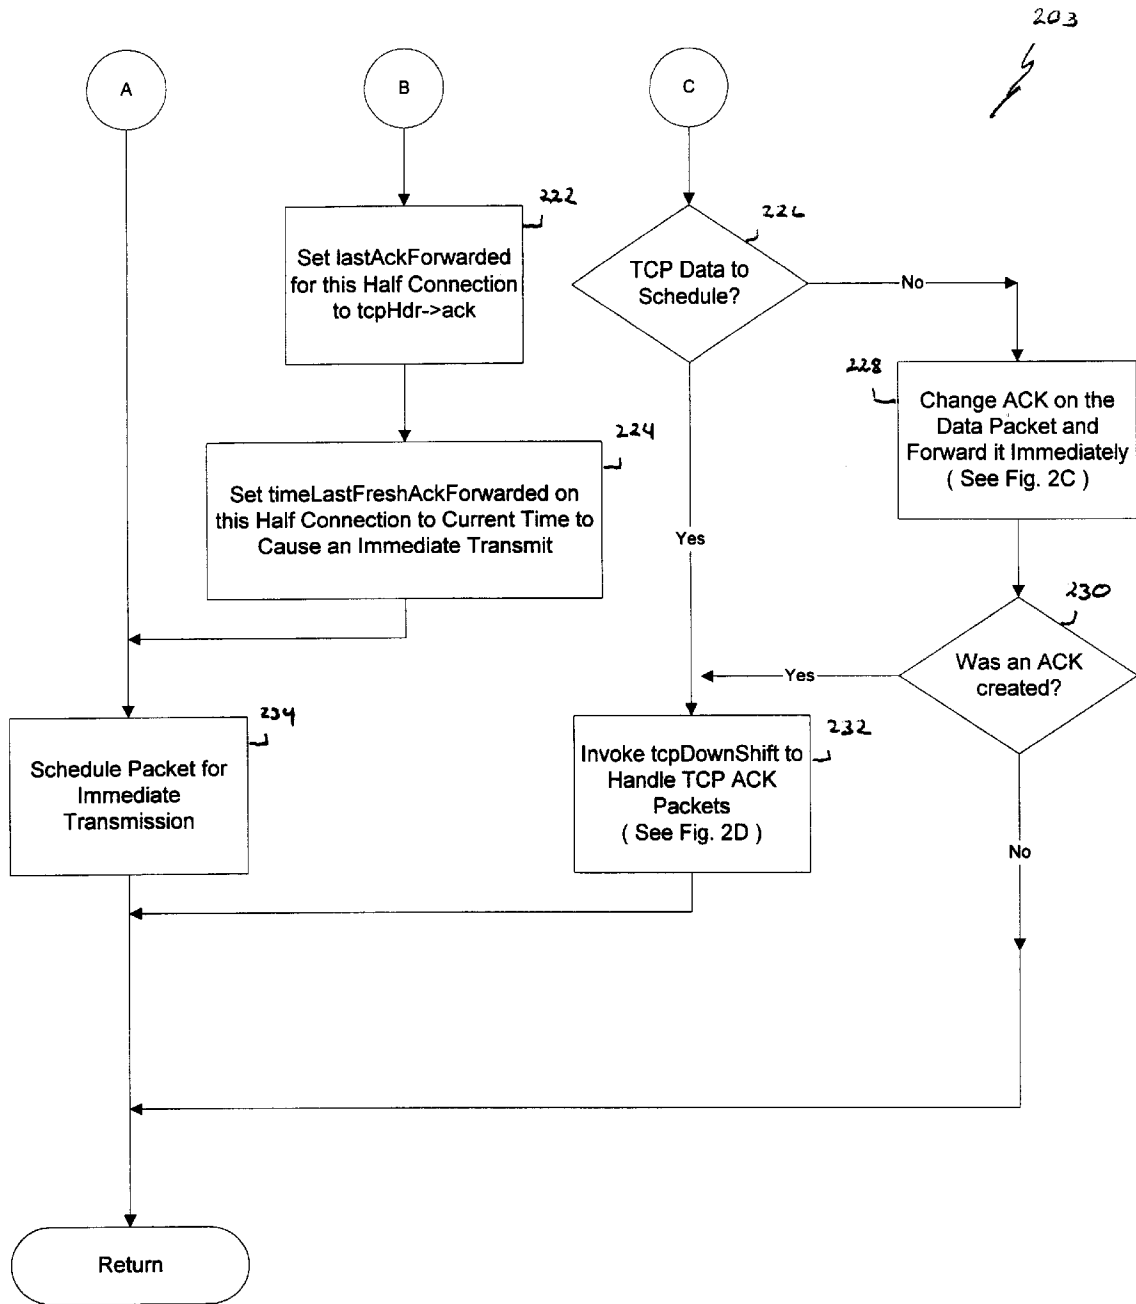 203
A
B
C
222
Set lastAckForwarded
for this Half Connection
to tcpHdr->ack
226
TCP Data to
Schedule?
No
228
Change ACK on the
Data Packet and
Forward it Immediately
( See Fig. 2C )
224
Set timeLastFreshAckForwarded on
this Half Connection to Current Time to
Cause an Immediate Transmit
Yes
230
Was an ACK
created?
Yes
234
Schedule Packet for
Immediate
Transmission
232
Invoke tcpDownShift to
Handle TCP ACK
Packets
( See Fig. 2D )
No
Return